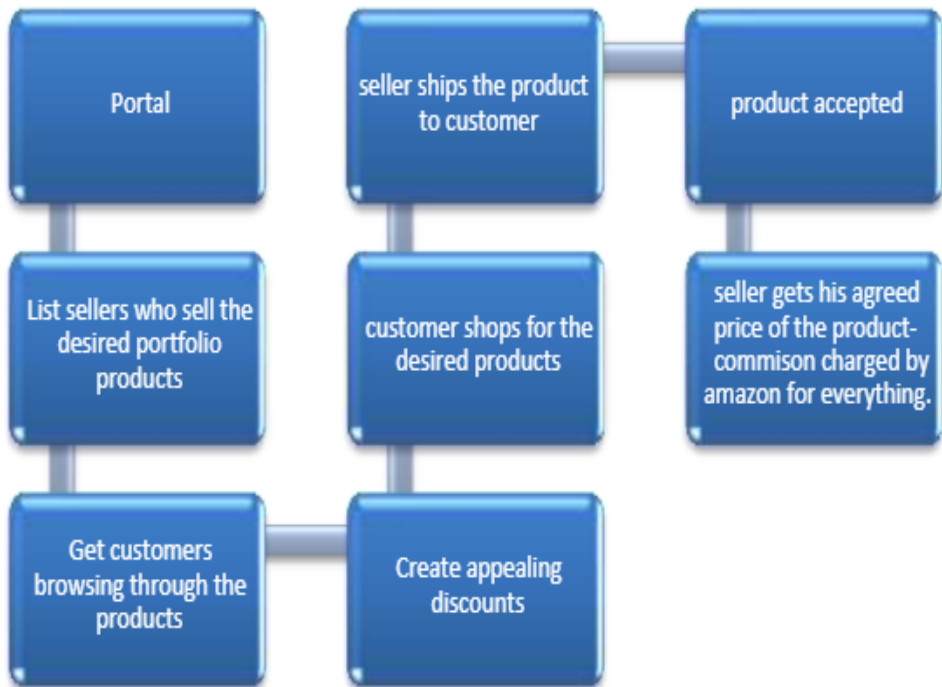 Portal
List sellers who sell the
desired portfolio
products
Get customers
browsing through the
products
Create appealing
discounts
customer shops for the
desired products
seller ships the product
to customer
product accepted
seller gets his agreed
price of the product-
commison charged by
amazon for everything.